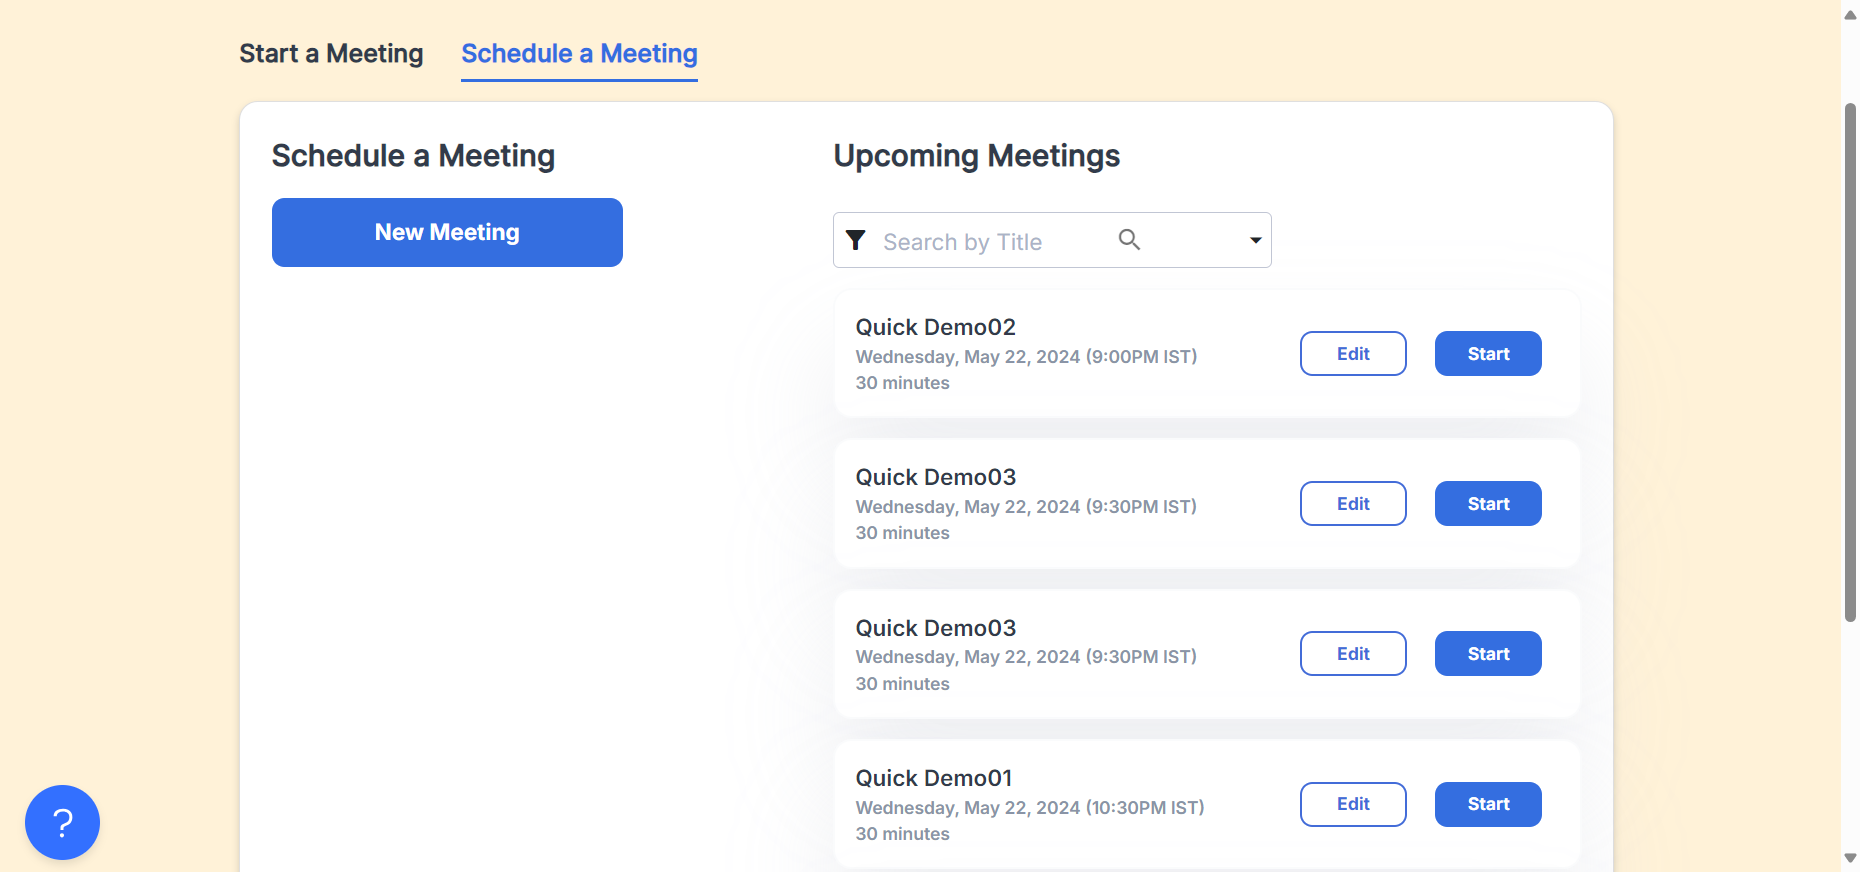 Start a Meeting
Schedule a Meeting
Schedule a Meeting
New Meeting
Upcoming Meetings
Search by Title
Quick Demo02
Wednesday, May 22, 2024 (9:00PM IST)
30 minutes
Edit
Start
Quick Demo03
Wednesday, May 22, 2024 (9:30PM IST)
30 minutes
Edit
Start
Quick Demo03
Wednesday, May 22, 2024 (9:30PM IST)
30 minutes
Edit
Start
Quick Demo01
Wednesday, May 22, 2024 (10:30PM IST)
30 minutes
Edit
Start
?